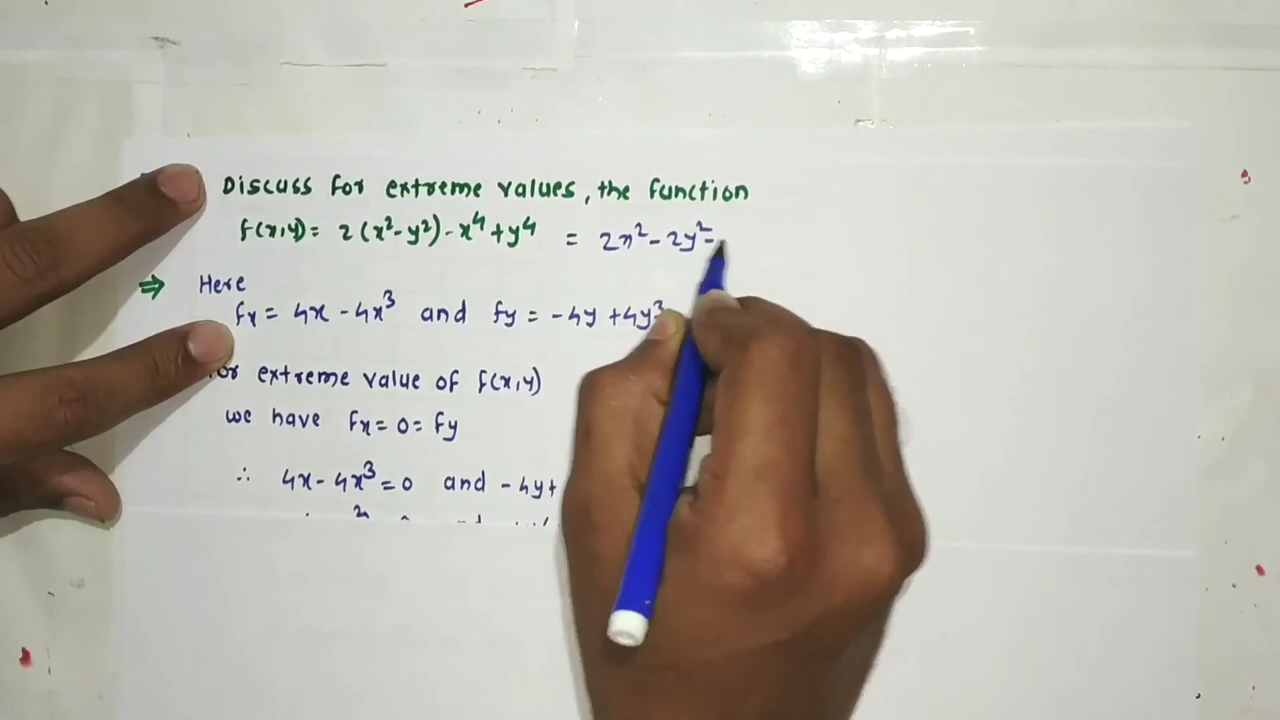 Discuss for extreme values, the function
f(x,y) = 2(x²-y²)-x⁴+y⁴ = 2x²-2y²-
⇒ Here
fx = 4x-4x³ and fy = -4y+4y³
For extreme value of f(x,y)
we have fx=0=fy
∴ 4x-4x³=0 and -4y+